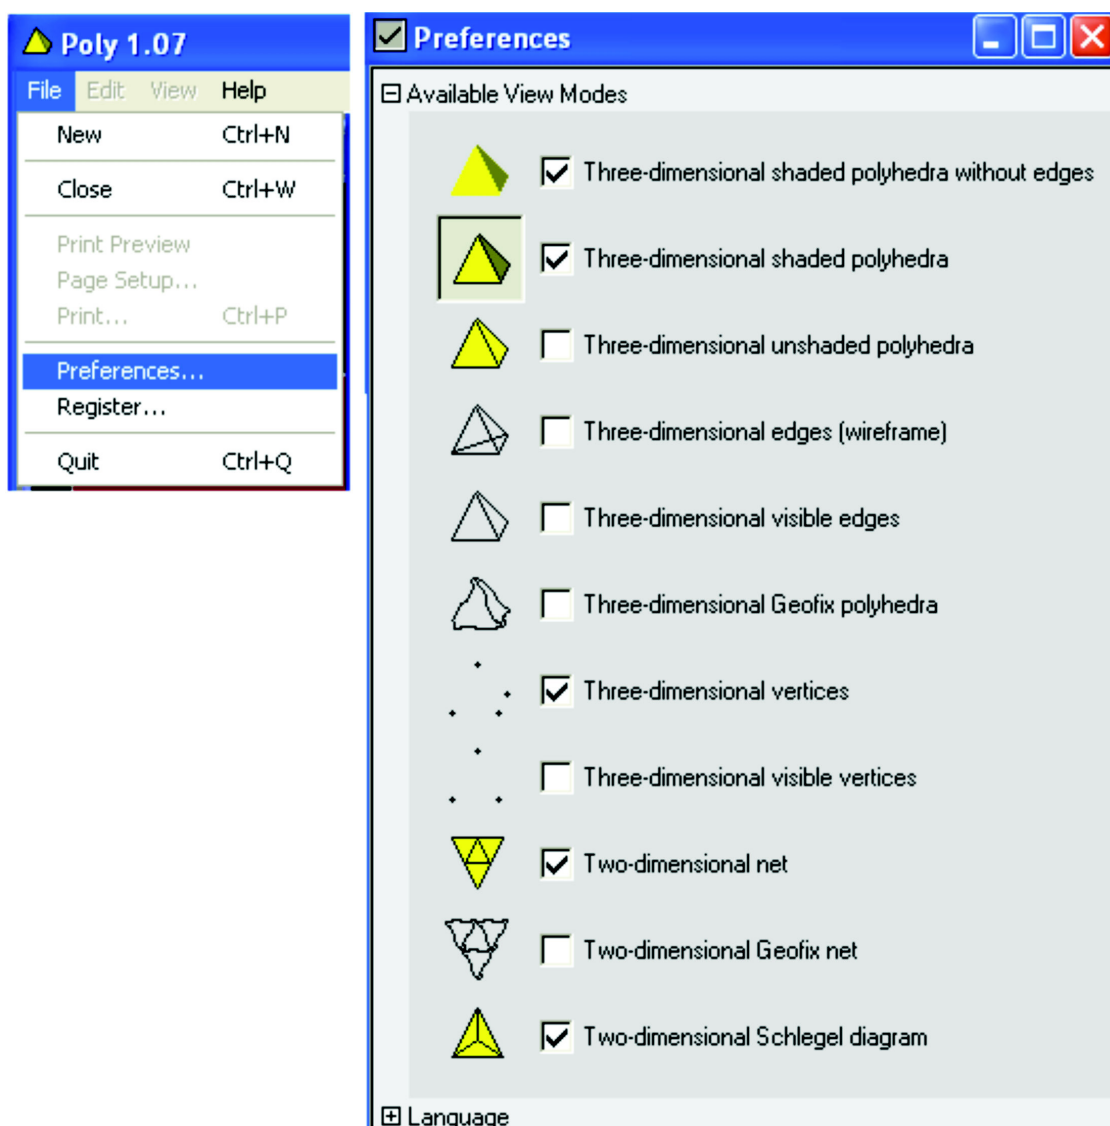 Poly 1.07
File Edit View Help
New Ctrl+N
Close Ctrl+W
Print Preview
Page Setup...
Print... Ctrl+P
Preferences...
Register...
Quit Ctrl+Q
Preferences
Available View Modes
Three-dimensional shaded polyhedra without edges
Three-dimensional shaded polyhedra
Three-dimensional unshaded polyhedra
Three-dimensional edges (wireframe)
Three-dimensional visible edges
Three-dimensional Geofix polyhedra
Three-dimensional vertices
Three-dimensional visible vertices
Two-dimensional net
Two-dimensional Geofix net
Two-dimensional Schlegel diagram
Language